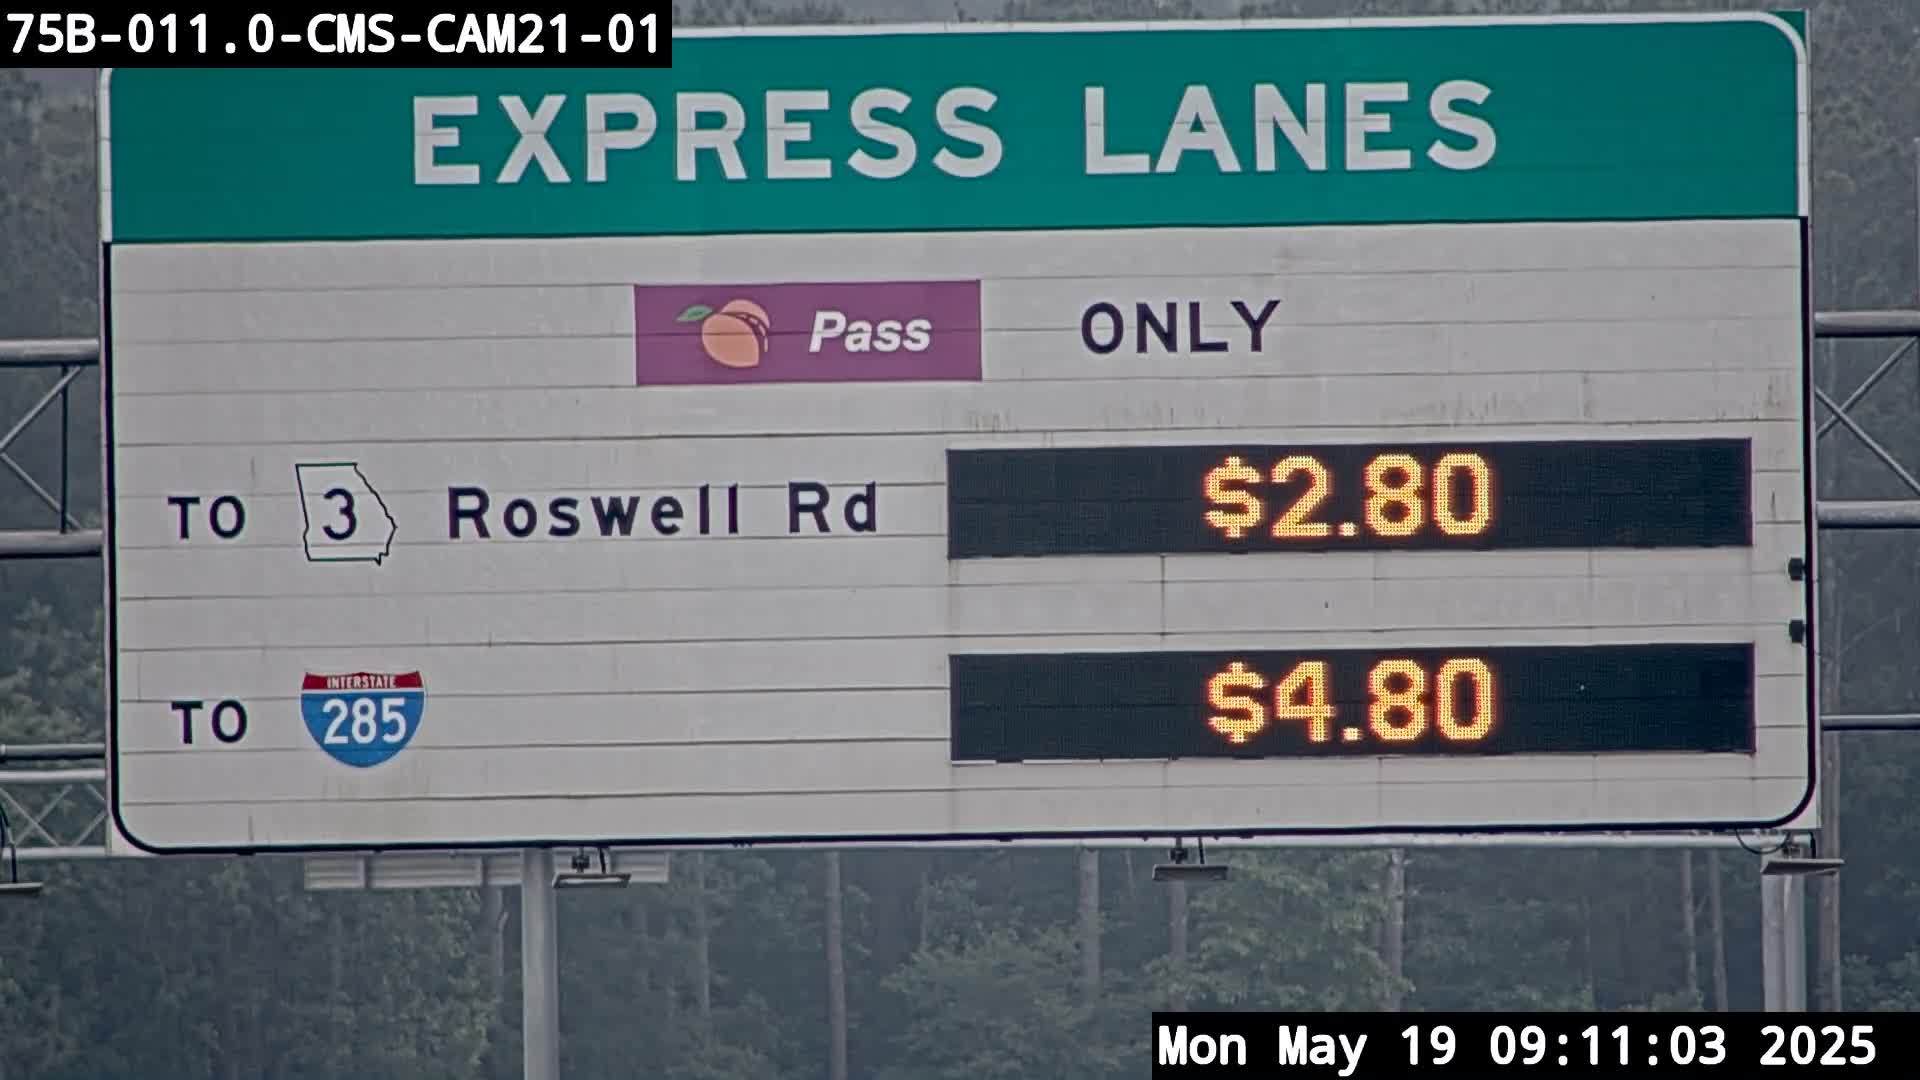 75B-011.0-CMS-CAM21-01
EXPRESS LANES
Pass ONLY
TO 3 Roswell Rd $2.80
INTERSTATE
TO 285 $4.80
Mon May 19 09:11:03 2025